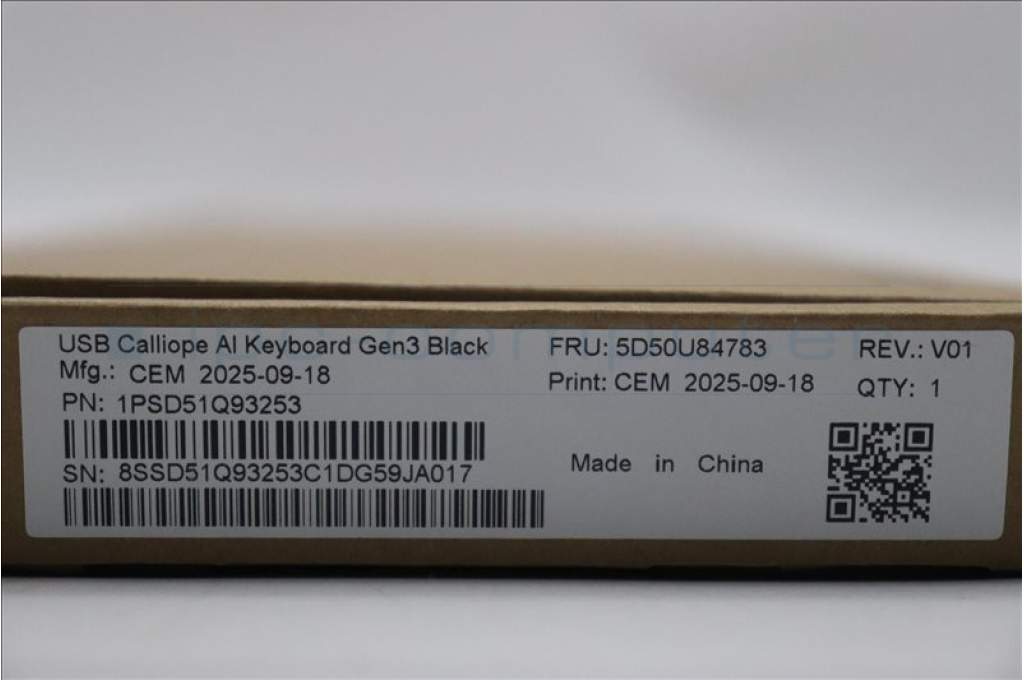 USB Calliope AI Keyboard Gen3 Black
Mfg.: CEM 2025-09-18
PN: 1PSD51Q93253
SN: 8SSD51Q93253C1DG59JA017
FRU: 5D50U84783
Print: CEM 2025-09-18
Made in China
REV.: V01
QTY: 1